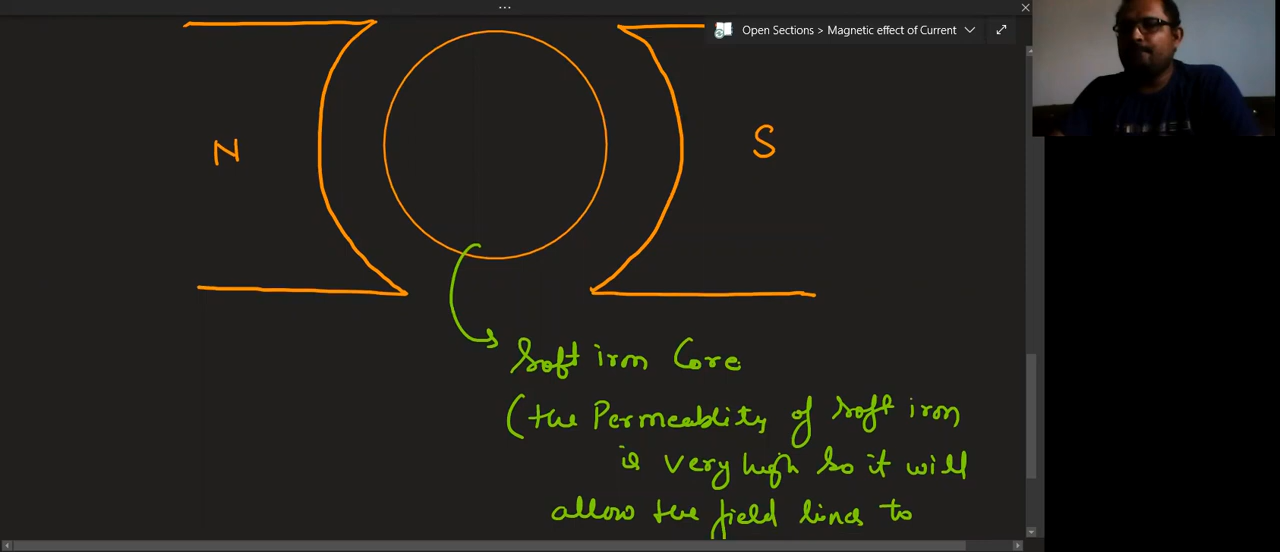 ...
Open Sections > Magnetic effect of Current
N
S
Soft iron Core
(the Permeablity of soft iron
is very high so it will
allow the field lines to